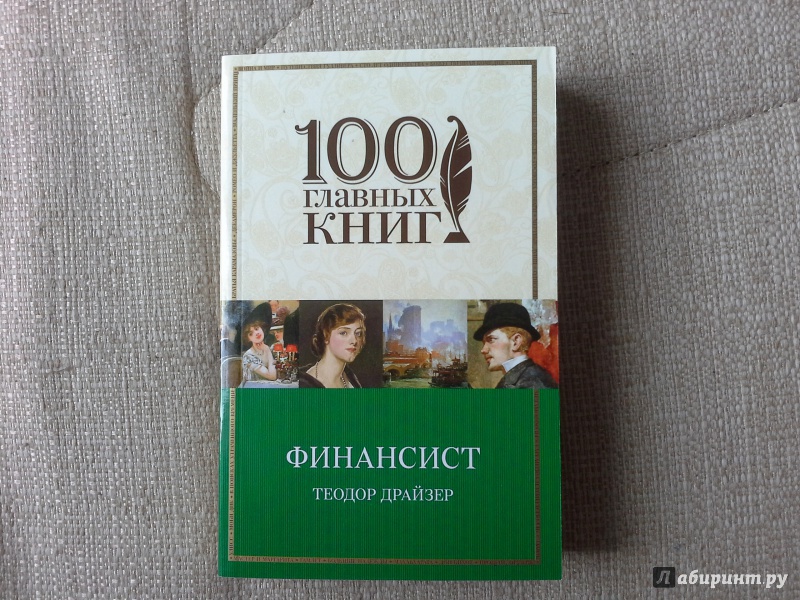 100
главных
КНИГ
ФИНАНСИСТ
ТЕОДОР ДРАЙЗЕР
Лабиринт.ру